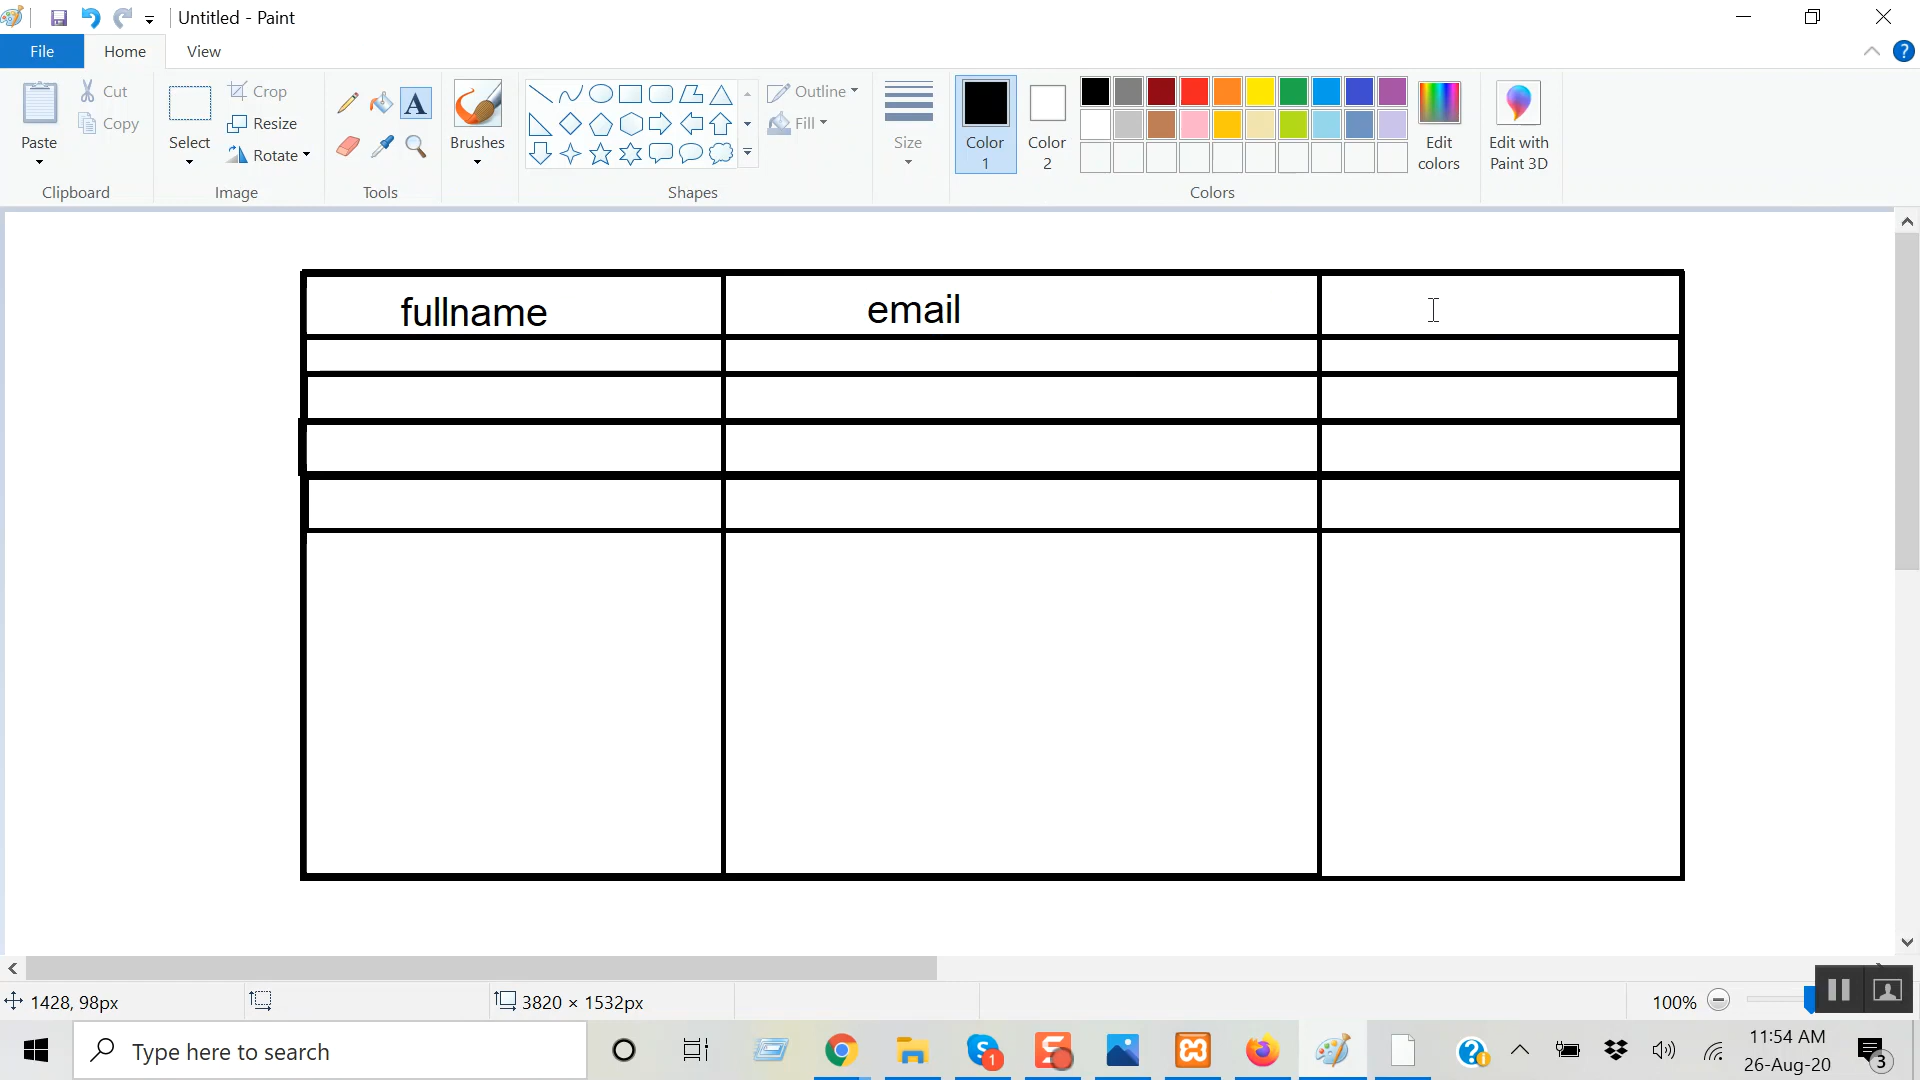 Untitled - Paint
File
Home
View
Paste
Cut
Copy
Clipboard
Select
Crop
Resize
Rotate
Image
A
Tools
Brushes
Shapes
Outline
Fill
Size
Color
1
Color
2
Colors
Edit
colors
Edit with
Paint 3D
?
fullname
email
1428, 98px
3820 × 1532px
100%
Type here to search
S
1
S
?
11:54 AM
26-Aug-20
3